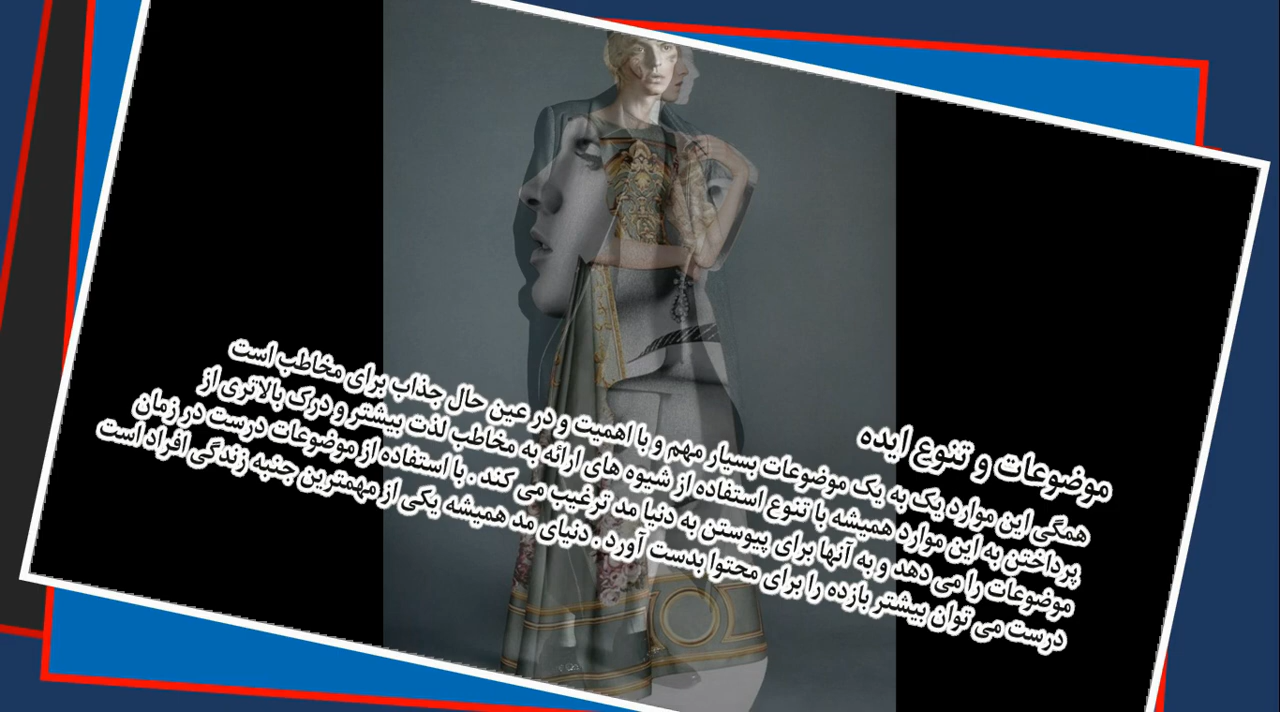 موضوعات و تنوع ایده
همگی این موارد یک به یک موضوعات بسیار مهم و با اهمیت و در عین حال جذاب برای مخاطب است
پرداختن به این موارد همیشه با تنوع استفاده از شیوه های ارائه به مخاطب لذت بیشتر و درک بالاتری از
موضوعات را می دهد و به آنها برای پیوستن به دنیا مد ترغیب می کند . با استفاده از موضوعات درست در زمان
درست می توان بیشتر بازده را برای محتوا بدست آورد . دنیای مد همیشه یکی از مهمترین جنبه زندگی افراد است